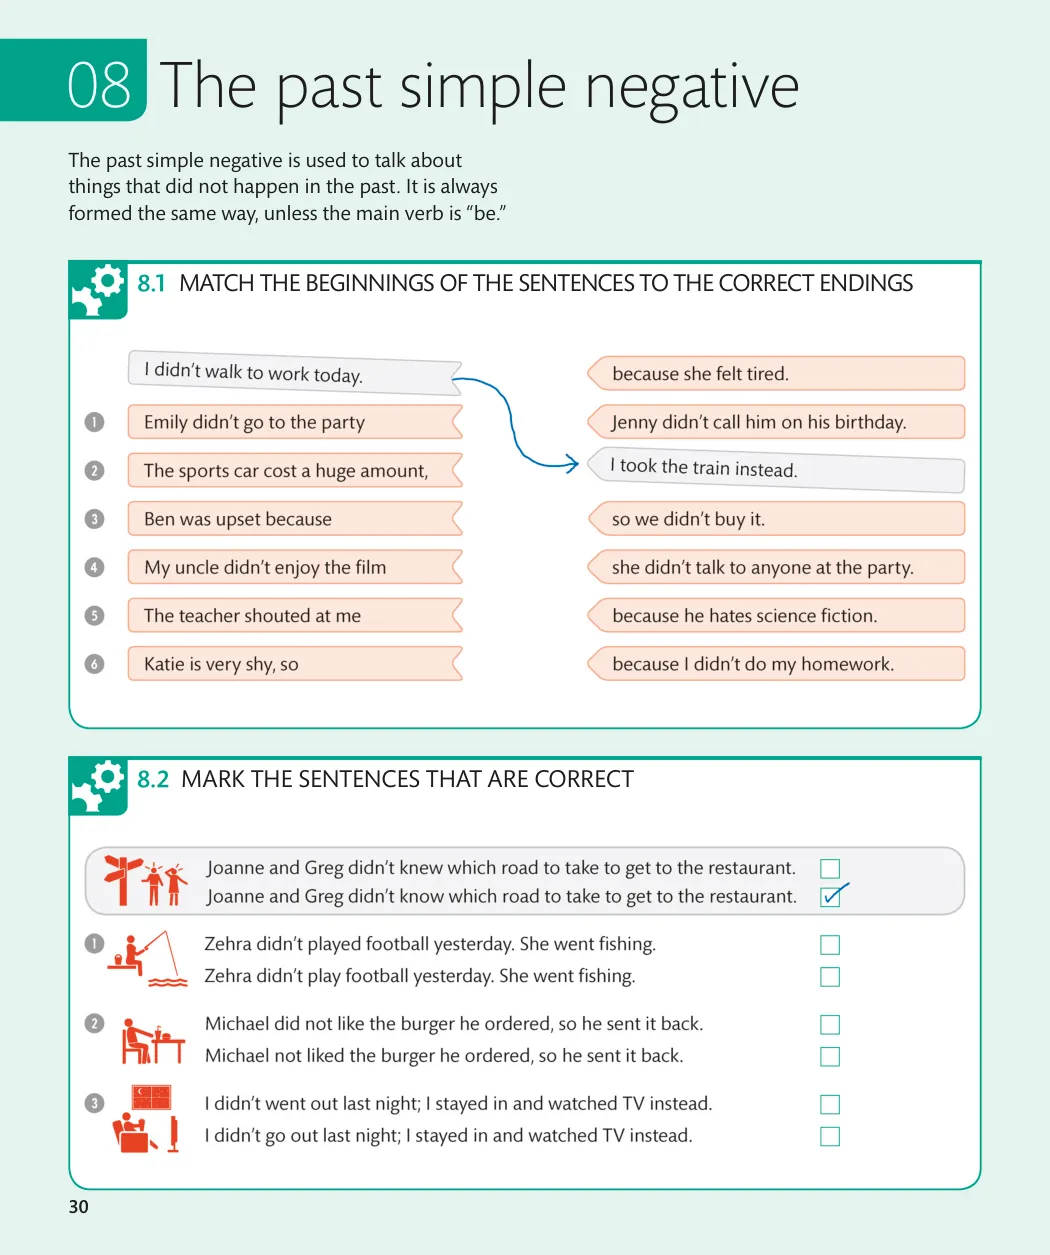 08 The past simple negative
The past simple negative is used to talk about
things that did not happen in the past. It is always
formed the same way, unless the main verb is “be.”
8.1 MATCH THE BEGINNINGS OF THE SENTENCES TO THE CORRECT ENDINGS
I didn’t walk to work today.
because she felt tired.
1 Emily didn’t go to the party
Jenny didn’t call him on his birthday.
2 The sports car cost a huge amount,
I took the train instead.
3 Ben was upset because
so we didn’t buy it.
4 My uncle didn’t enjoy the film
she didn’t talk to anyone at the party.
5 The teacher shouted at me
because he hates science fiction.
6 Katie is very shy, so
because I didn’t do my homework.
8.2 MARK THE SENTENCES THAT ARE CORRECT
Joanne and Greg didn’t knew which road to take to get to the restaurant.
Joanne and Greg didn’t know which road to take to get to the restaurant.
1 Zehra didn’t played football yesterday. She went fishing.
Zehra didn’t play football yesterday. She went fishing.
2 Michael did not like the burger he ordered, so he sent it back.
Michael not liked the burger he ordered, so he sent it back.
3 I didn’t went out last night; I stayed in and watched TV instead.
I didn’t go out last night; I stayed in and watched TV instead.
30